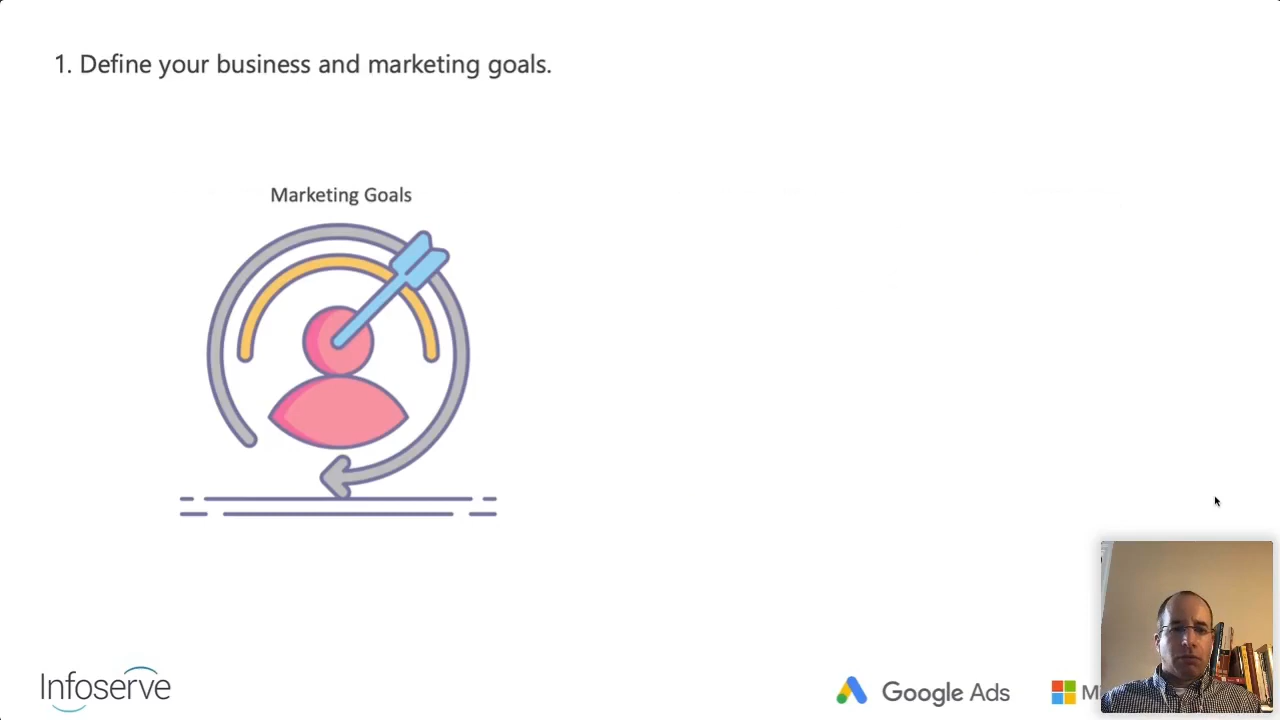 1. Define your business and marketing goals.
Marketing Goals
Infoserve
Google Ads